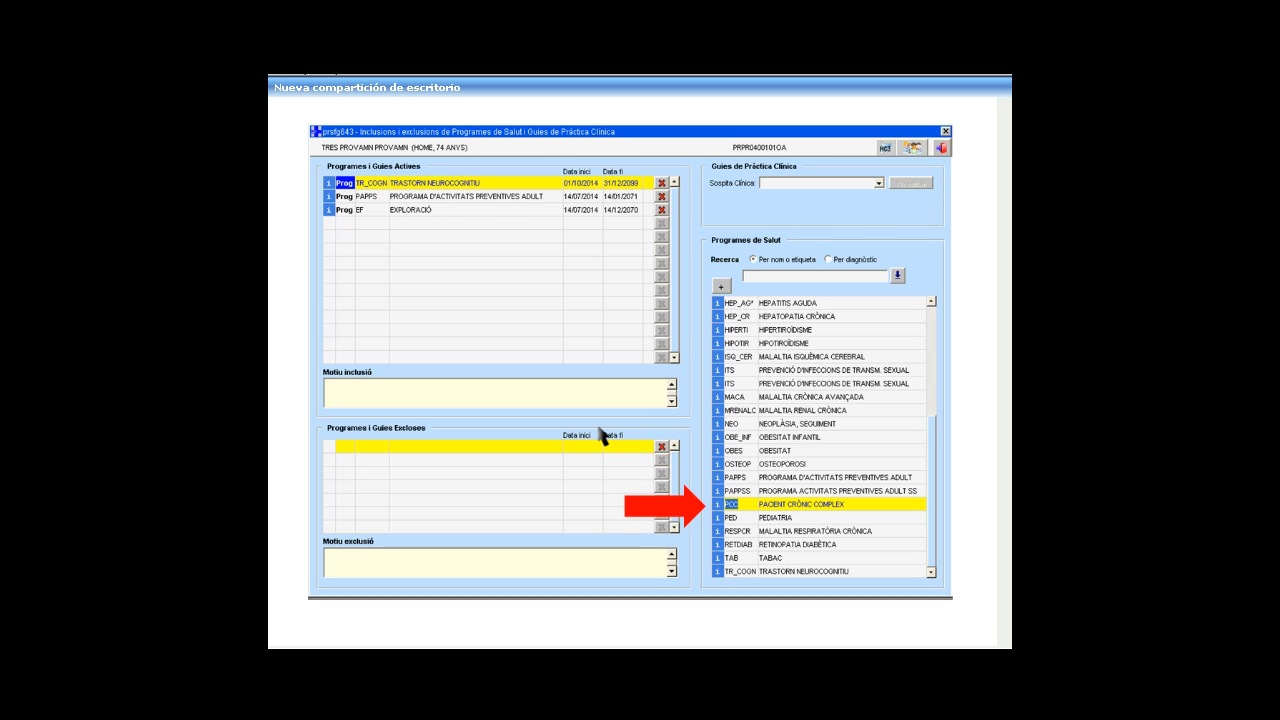 Nueva compartición de escritorio
prsfg643 - Inclusions i exclusions de Programes de Salut i Guies de Pràctica Clínica
TRES PROVAMN PROVAMN (HOME, 74 ANYS)
PRPR0400101OA
HCT
Programes i Guies Actives
Data inici Data fi
i Prog TR_COGN TRASTORN NEUROCOGNITIU 01/10/2014 31/12/2099
i Prog PAPPS PROGRAMA D'ACTIVITATS PREVENTIVES ADULT 14/07/2014 14/01/2071
i Prog EF EXPLORACIÓ 14/07/2014 14/12/2070
Motiu inclusió
Programes i Guies Excloses
Data inici Data fi
Motiu exclusió
Guies de Pràctica Clínica
Sospita Clínica:
Programes de Salut
Recerca Per nom o etiqueta Per diagnòstic
+
i HEP_AG* HEPATITIS AGUDA
i HEP_CR HEPATOPATIA CRÒNICA
i HIPERTI HIPERTIROÏDISME
i HIPOTIR HIPOTIROÏDISME
i ISQ_CER MALALTIA ISQUÈMICA CEREBRAL
i ITS PREVENCIÓ D'INFECCIONS DE TRANSM. SEXUAL
i ITS PREVENCIÓ D'INFECCIONS DE TRANSM. SEXUAL
i MACA MALALTIA CRÒNICA AVANÇADA
i MRENALC MALALTIA RENAL CRÒNICA
i NEO NEOPLÀSIA, SEGUIMENT
i OBE_INF OBESITAT INFANTIL
i OBES OBESITAT
i OSTEOP OSTEOPOROSI
i PAPPS PROGRAMA D'ACTIVITATS PREVENTIVES ADULT
i PAPPSS PROGRAMA ACTIVITATS PREVENTIVES ADULT SS
i PCC PACIENT CRÒNIC COMPLEX
i PED PEDIATRIA
i RESPCR MALALTIA RESPIRATÒRIA CRÒNICA
i RETDIAB RETINOPATIA DIABÈTICA
i TAB TABAC
i TR_COGN TRASTORN NEUROCOGNITIU